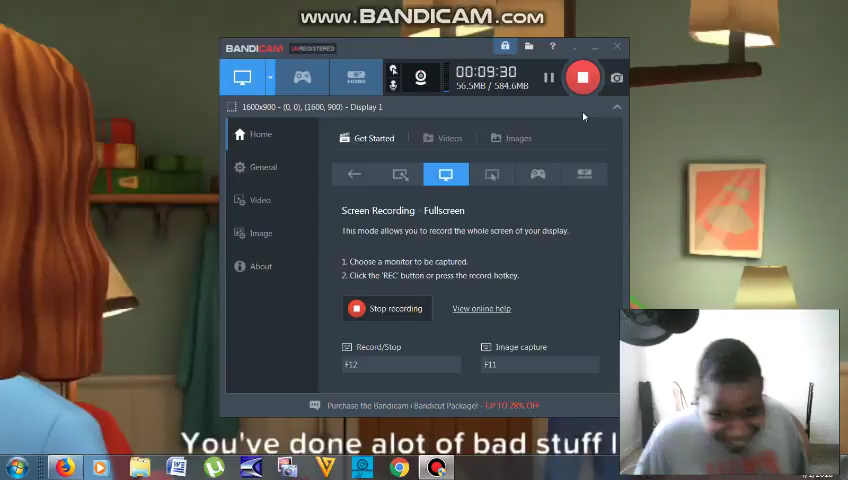 www.BANDICAM.com
BANDICAM UNREGISTERED
?
00:09:30
56.5MB / 584.6MB
1600x900 - (0, 0), (1600, 900) - Display 1
Home
General
Video
Image
About
Get Started
Videos
Images
Screen Recording - Fullscreen
This mode allows you to record the whole screen of your display.
1. Choose a monitor to be captured.
2. Click the 'REC' button or press the record hotkey.
Stop recording
View online help
Record/Stop
F12
Image capture
F11
Purchase the Bandicam+Bandicut Package! - UP TO 28% OFF
You've done alot of bad stuff